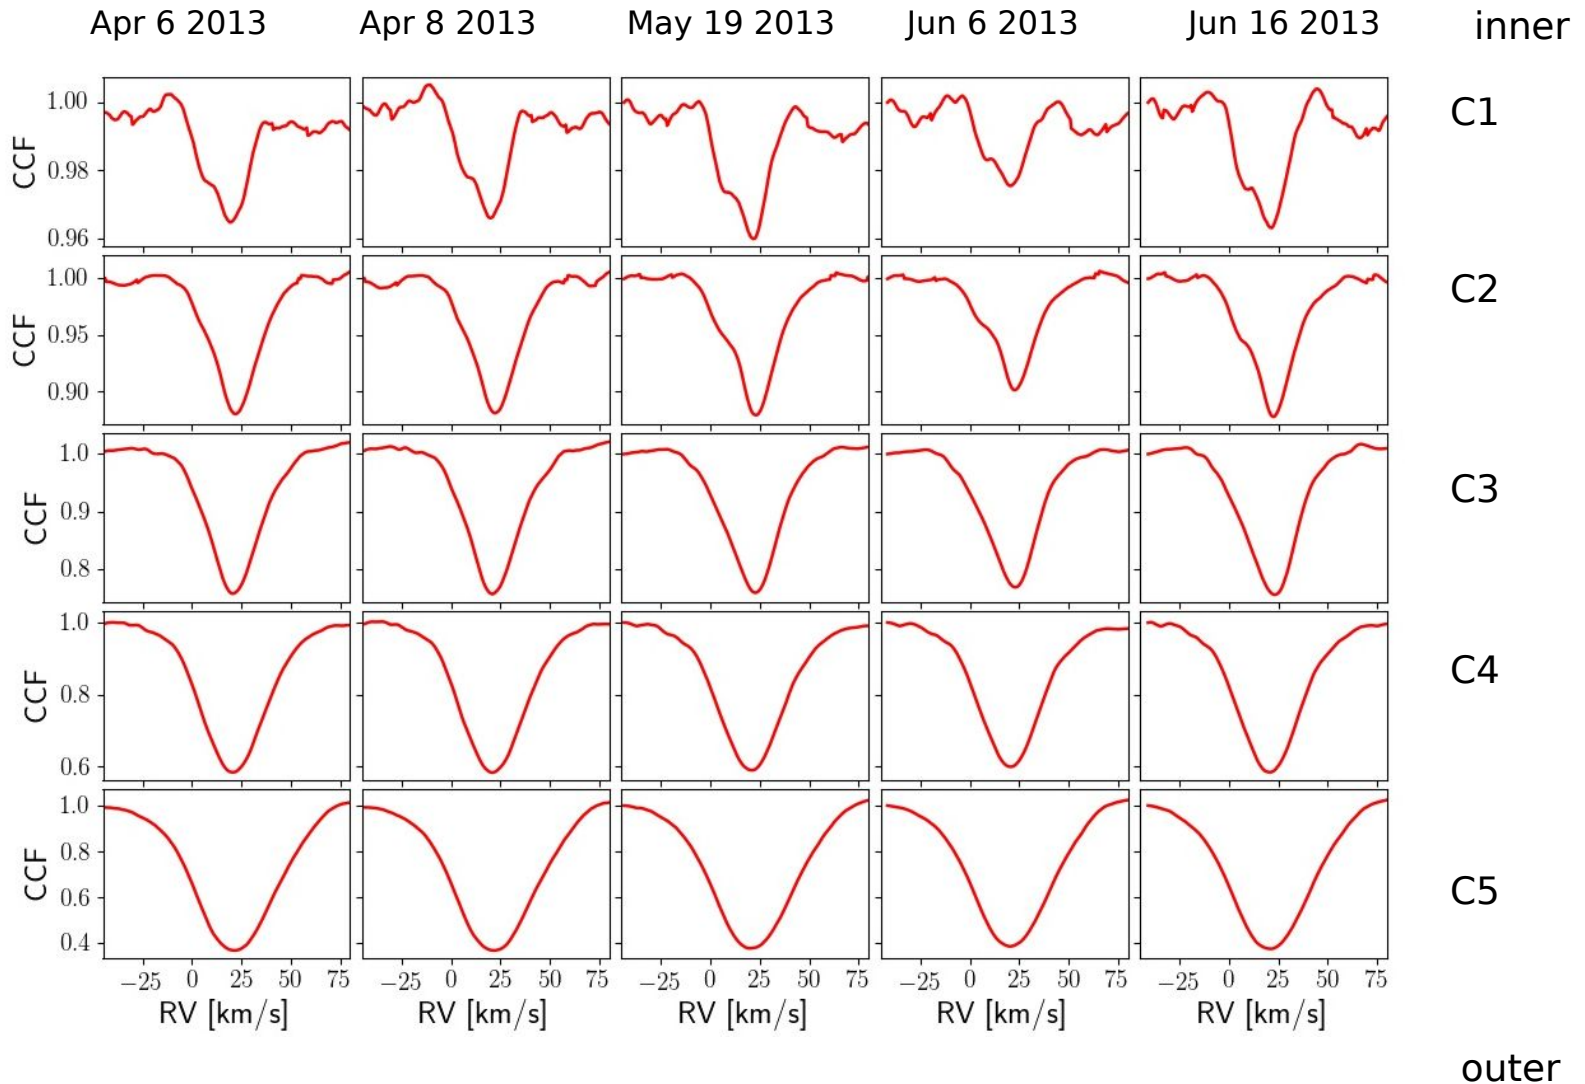 Apr 6 2013 Apr 8 2013 May 19 2013 Jun 6 2013 Jun 16 2013 inner
1.00
0.98
0.96
CCF
C1
1.00
0.95
0.90
CCF
C2
1.0
0.9
0.8
CCF
C3
1.0
0.8
0.6
CCF
C4
1.0
0.8
0.6
0.4
CCF
C5
−25 0 25 50 75 −25 0 25 50 75 −25 0 25 50 75 −25 0 25 50 75 −25 0 25 50 75
RV [km/s] RV [km/s] RV [km/s] RV [km/s] RV [km/s]
outer